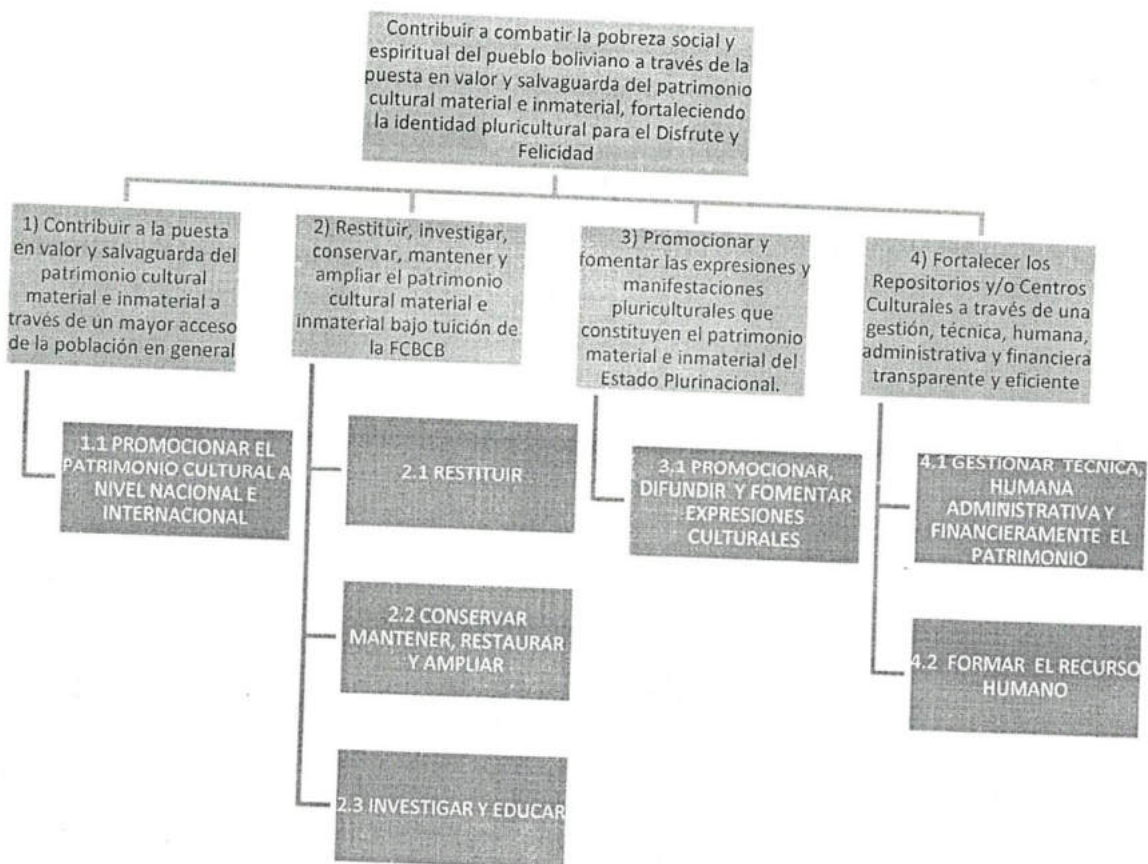 Contribuir a combatir la pobreza social y
espiritual del pueblo boliviano a través de la
puesta en valor y salvaguarda del patrimonio
cultural material e inmaterial, fortaleciendo
la identidad pluricultural para el Disfrute y
Felicidad
1) Contribuir a la puesta
en valor y salvaguarda del
patrimonio cultural
material e inmaterial a
través de un mayor acceso
de la población en general
1.1 PROMOCIONAR EL
PATRIMONIO CULTURAL A
NIVEL NACIONAL E
INTERNACIONAL
2) Restituir, investigar,
conservar, mantener y
ampliar el patrimonio
cultural material e
inmaterial bajo tuición de
la FCBCB
2.1 RESTITUIR
2.2 CONSERVAR
MANTENER, RESTAURAR
Y AMPLIAR
2.3 INVESTIGAR Y EDUCAR
3) Promocionar y
fomentar las expresiones y
manifestaciones
pluriculturales que
constituyen el patrimonio
material e inmaterial del
Estado Plurinacional.
3.1 PROMOCIONAR,
DIFUNDIR Y FOMENTAR
EXPRESIONES
CULTURALES
4) Fortalecer los
Repositorios y/o Centros
Culturales a través de una
gestión, técnica, humana,
administrativa y financiera
transparente y eficiente
4.1 GESTIONAR TÉCNICA,
HUMANA
ADMINISTRATIVA Y
FINANCIERAMENTE EL
PATRIMONIO
4.2 FORMAR EL RECURSO
HUMANO